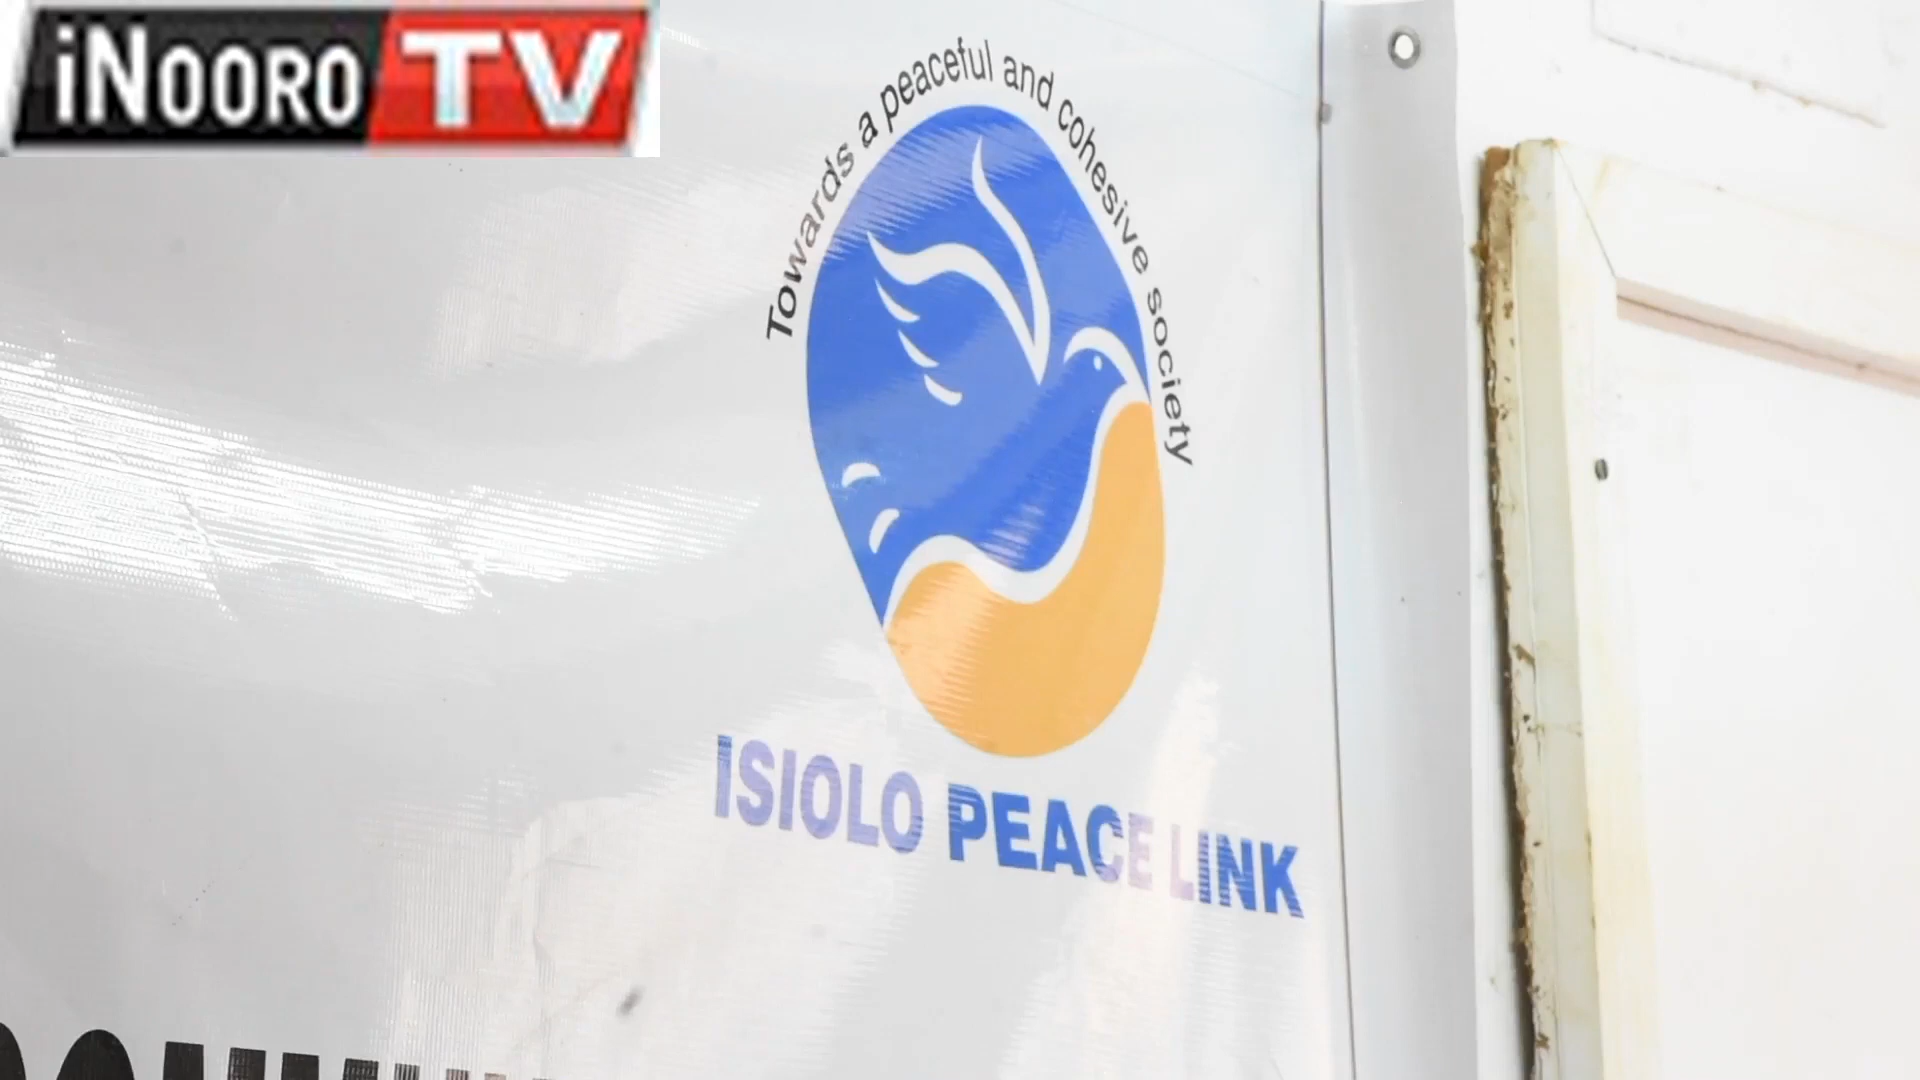 iNOORO TV
Towards a peaceful and cohesive society
ISIOLO PEACE LINK